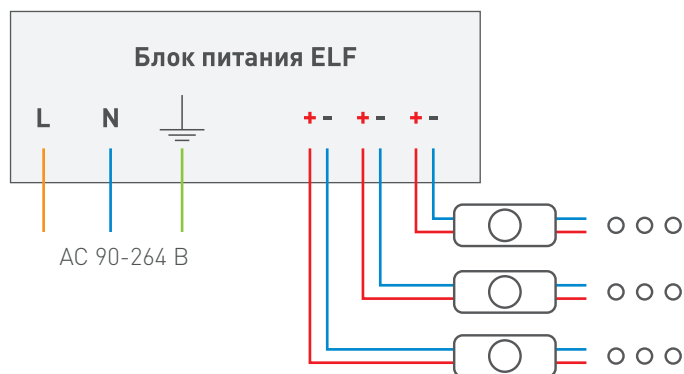 Блок питания ELF
L N + - + - + -
AC 90-264 В